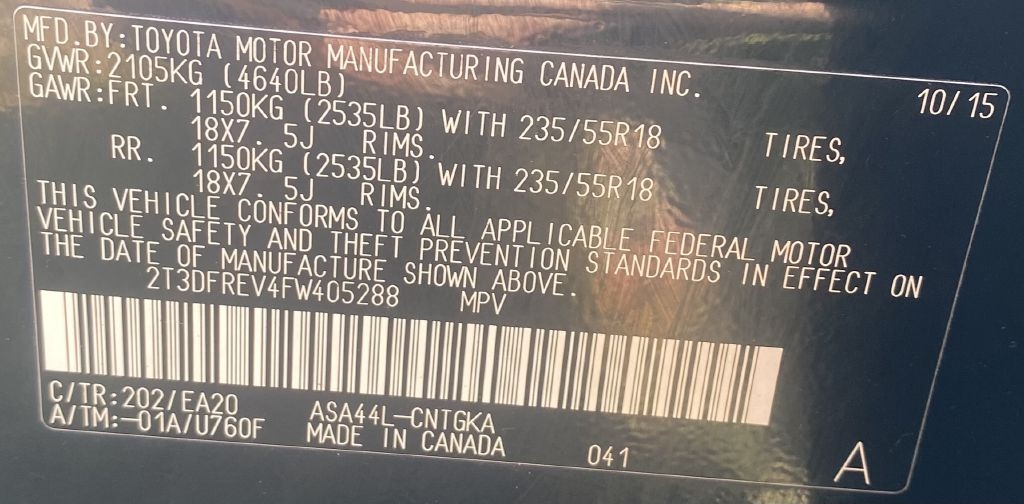 MFD.BY:TOYOTA MOTOR MANUFACTURING CANADA INC.
GVWR:2105KG (4640LB) 10/15
GAWR:FRT. 1150KG (2535LB) WITH 235/55R18 TIRES,
18X7. 5J RIMS.
RR. 1150KG (2535LB) WITH 235/55R18 TIRES,
18X7. 5J RIMS.
THIS VEHICLE CONFORMS TO ALL APPLICABLE FEDERAL MOTOR
VEHICLE SAFETY AND THEFT PREVENTION STANDARDS IN EFFECT ON
THE DATE OF MANUFACTURE SHOWN ABOVE.
2T3DFREV4FW405288 MPV
C/TR:202/EA20 ASA44L-CNTGKA
A/TM:-01A/U760F MADE IN CANADA 041 A